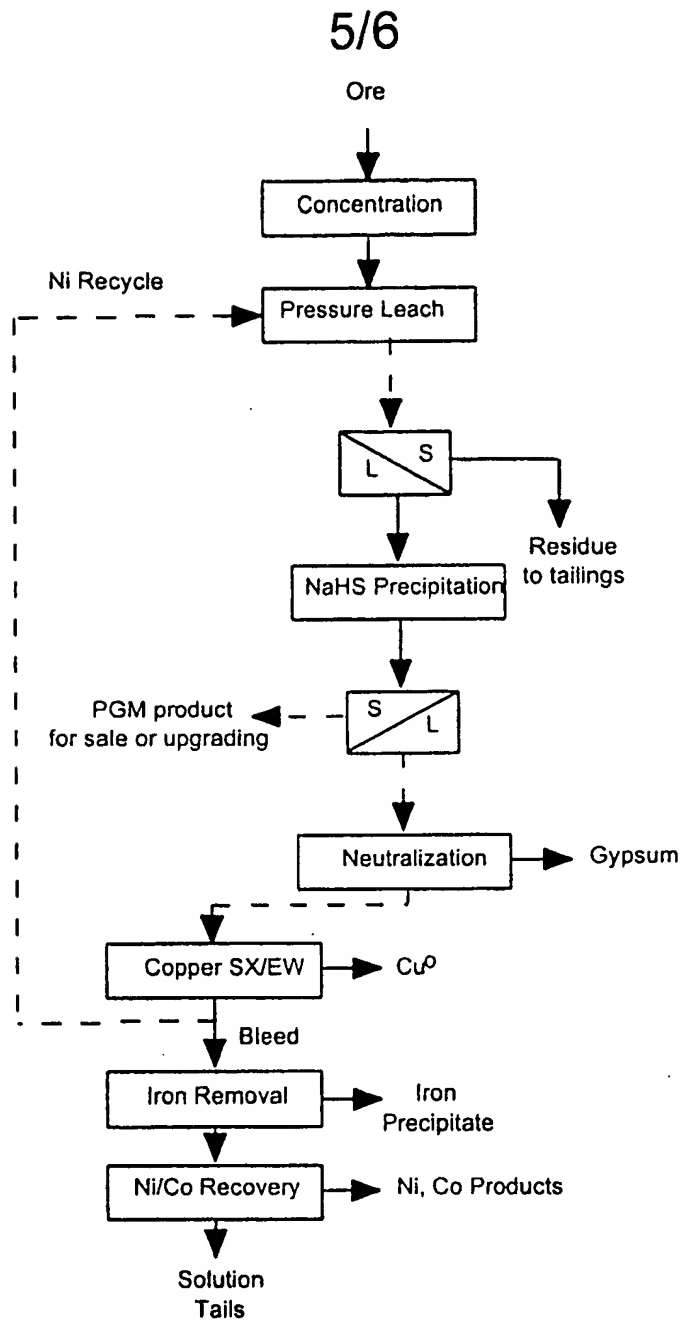 5/6
Ore
Concentration
Ni Recycle
Pressure Leach
S
L
Residue
to tailings
NaHS Precipitation
PGM product
for sale or upgrading
S
L
Neutralization
Gypsum
Copper SX/EW
Cuº
Bleed
Iron Removal
Iron
Precipitate
Ni/Co Recovery
Ni, Co Products
Solution
Tails